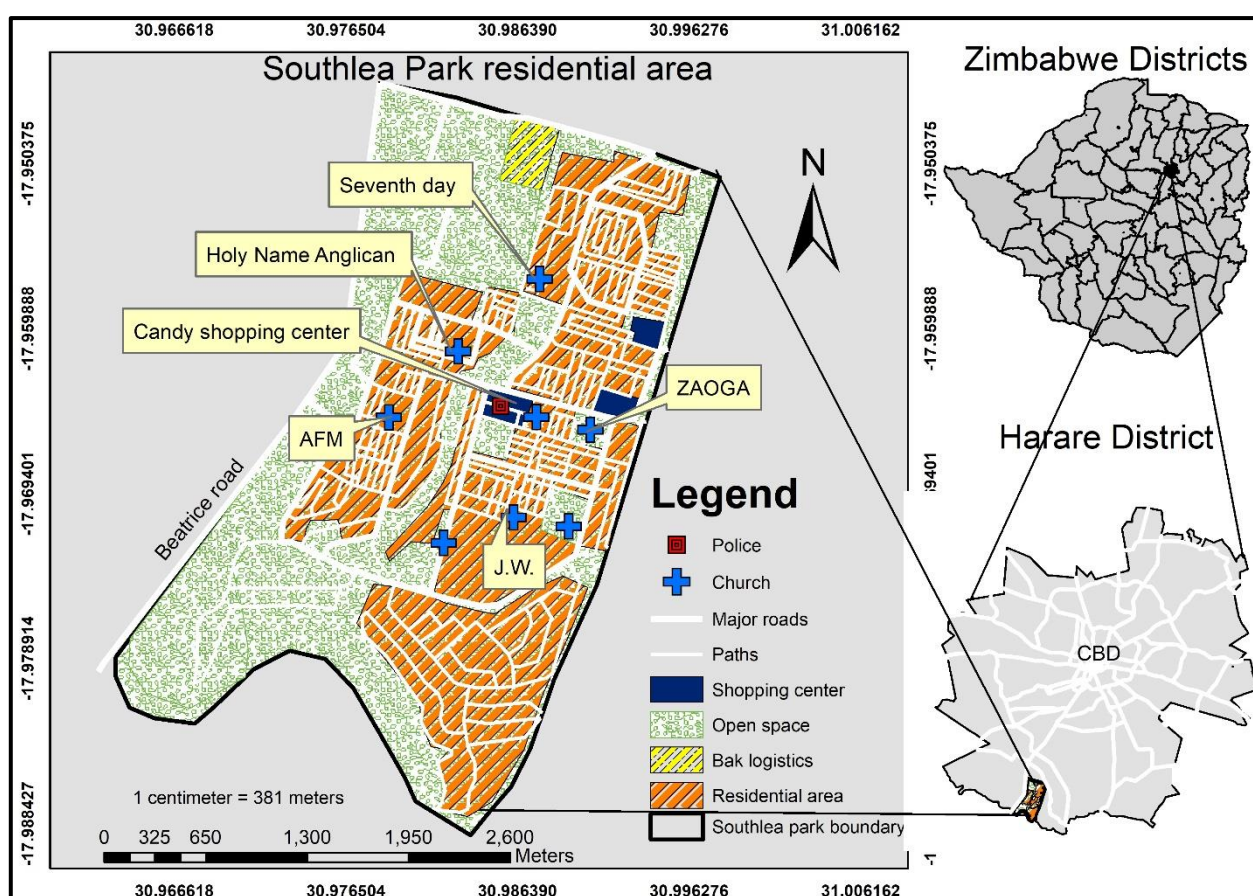 30.966618 30.976504 30.986390 30.996276 31.006162
Southlea Park residential area
Zimbabwe Districts
-17.950375
-17.950375
N
Seventh day
Holy Name Anglican
Candy shopping center
-17.959888
-17.959888
ZAOGA
AFM
Harare District
-17.969401
9401
Beatrice road
J.W.
Legend
Police
Church
Major roads
Paths
Shopping center
Open space
Bak logistics
Residential area
Southlea park boundary
CBD
-17.978914
-17.988427
-1
1 centimeter = 381 meters
0 325 650 1,300 1,950 2,600
Meters
30.966618 30.976504 30.986390 30.996276 31.006162